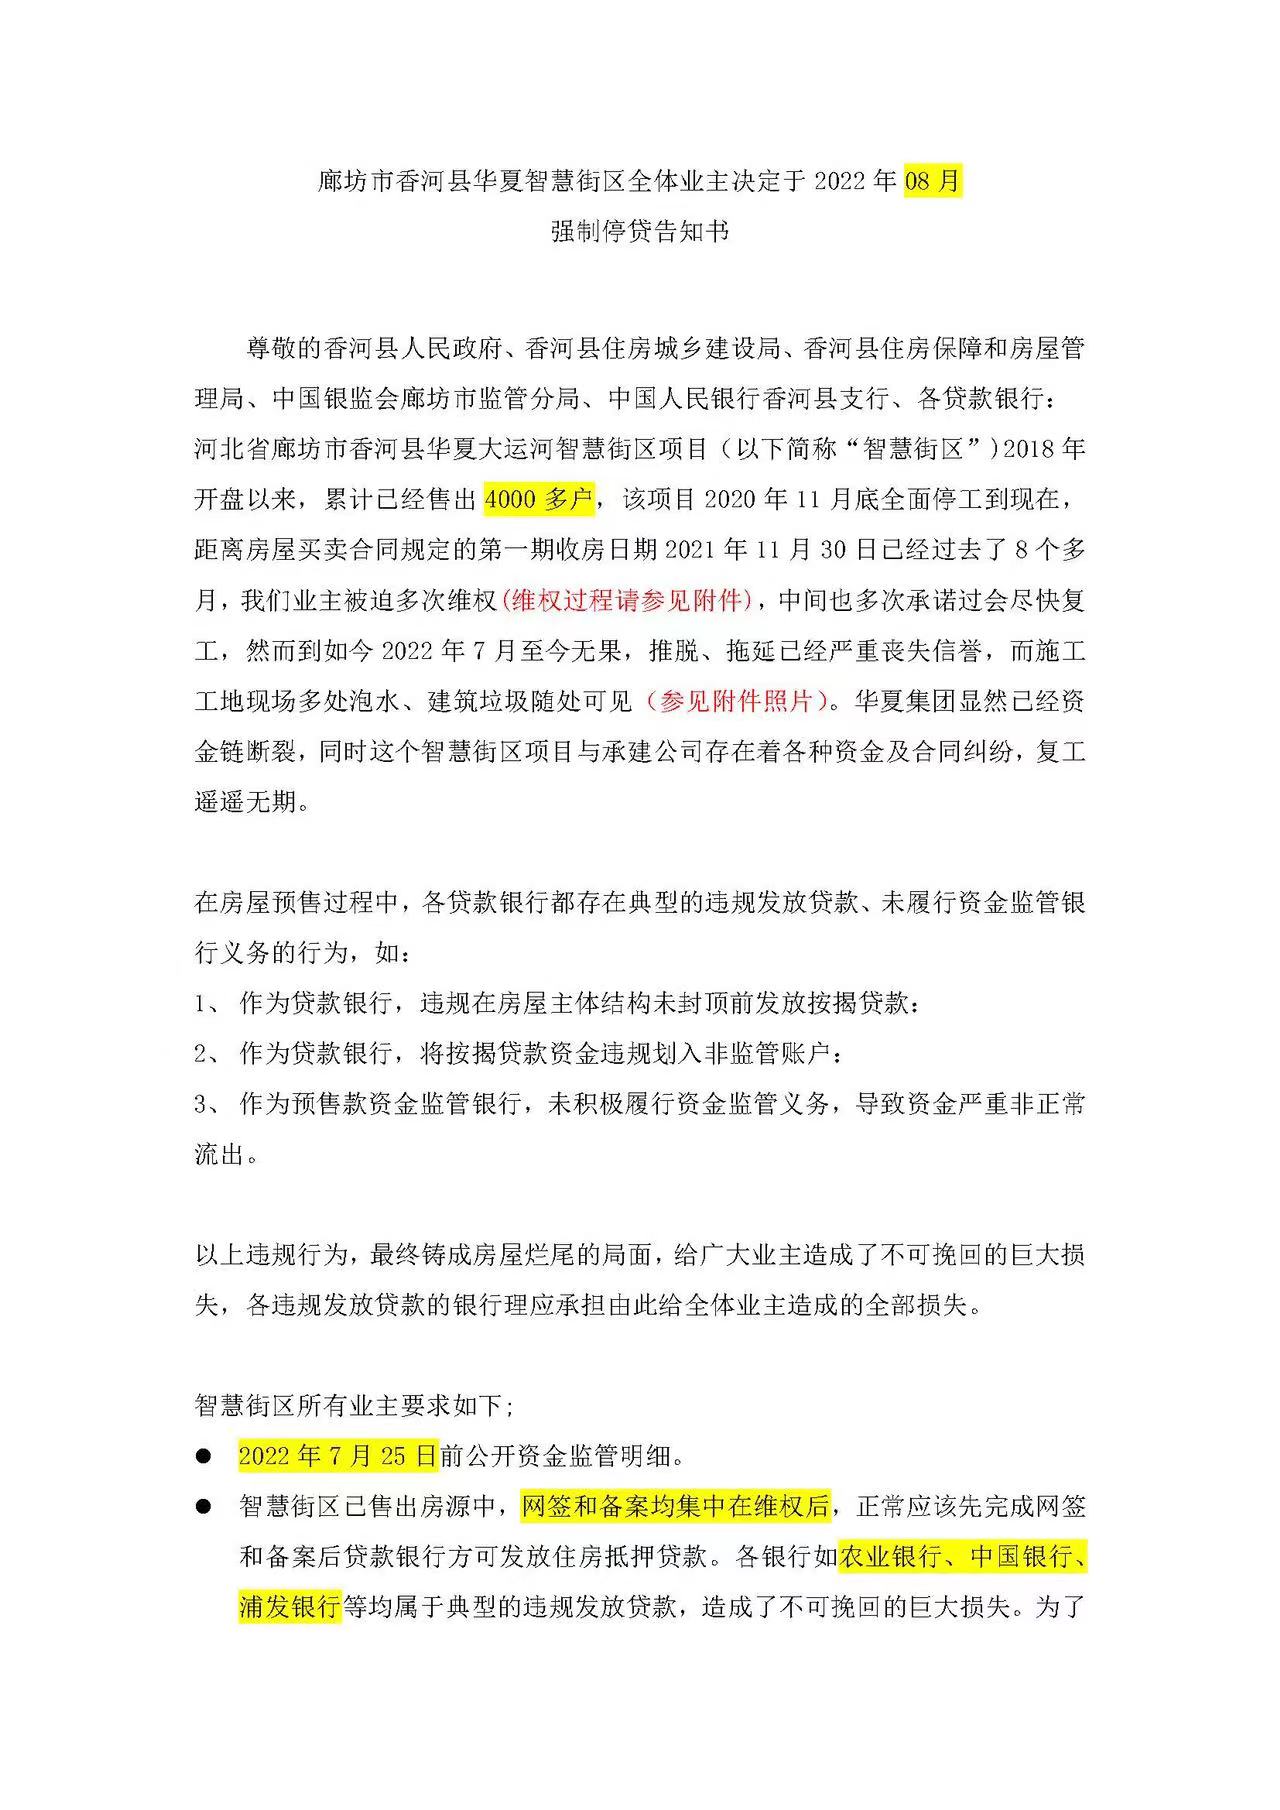 廊坊市香河县华夏智慧街区全体业主决定于 2022 年 08 月
强制停贷告知书
尊敬的香河县人民政府、香河县住房城乡建设局、香河县住房保障和房屋管
理局、中国银监会廊坊市监管分局、中国人民银行香河县支行、各贷款银行：
河北省廊坊市香河县华夏大运河智慧街区项目（以下简称“智慧街区”)2018 年
开盘以来，累计已经售出 4000 多户，该项目 2020 年 11 月底全面停工到现在，
距离房屋买卖合同规定的第一期收房日期 2021 年 11 月 30 日已经过去了 8 个多
月，我们业主被迫多次维权(维权过程请参见附件)，中间也多次承诺过会尽快复
工，然而到如今 2022 年 7 月至今无果，推脱、拖延已经严重丧失信誉，而施工
工地现场多处泡水、建筑垃圾随处可见（参见附件照片）。华夏集团显然已经资
金链断裂，同时这个智慧街区项目与承建公司存在着各种资金及合同纠纷，复工
遥遥无期。
在房屋预售过程中，各贷款银行都存在典型的违规发放贷款、未履行资金监管银
行义务的行为，如：
1、 作为贷款银行，违规在房屋主体结构未封顶前发放按揭贷款：
2、 作为贷款银行，将按揭贷款资金违规划入非监管账户：
3、 作为预售款资金监管银行，未积极履行资金监管义务，导致资金严重非正常
流出。
以上违规行为，最终铸成房屋烂尾的局面，给广大业主造成了不可挽回的巨大损
失，各违规发放贷款的银行理应承担由此给全体业主造成的全部损失。
智慧街区所有业主要求如下;
● 2022 年 7 月 25 日前公开资金监管明细。
● 智慧街区已售出房源中，网签和备案均集中在维权后，正常应该先完成网签
和备案后贷款银行方可发放住房抵押贷款。各银行如农业银行、中国银行、
浦发银行等均属于典型的违规发放贷款，造成了不可挽回的巨大损失。为了